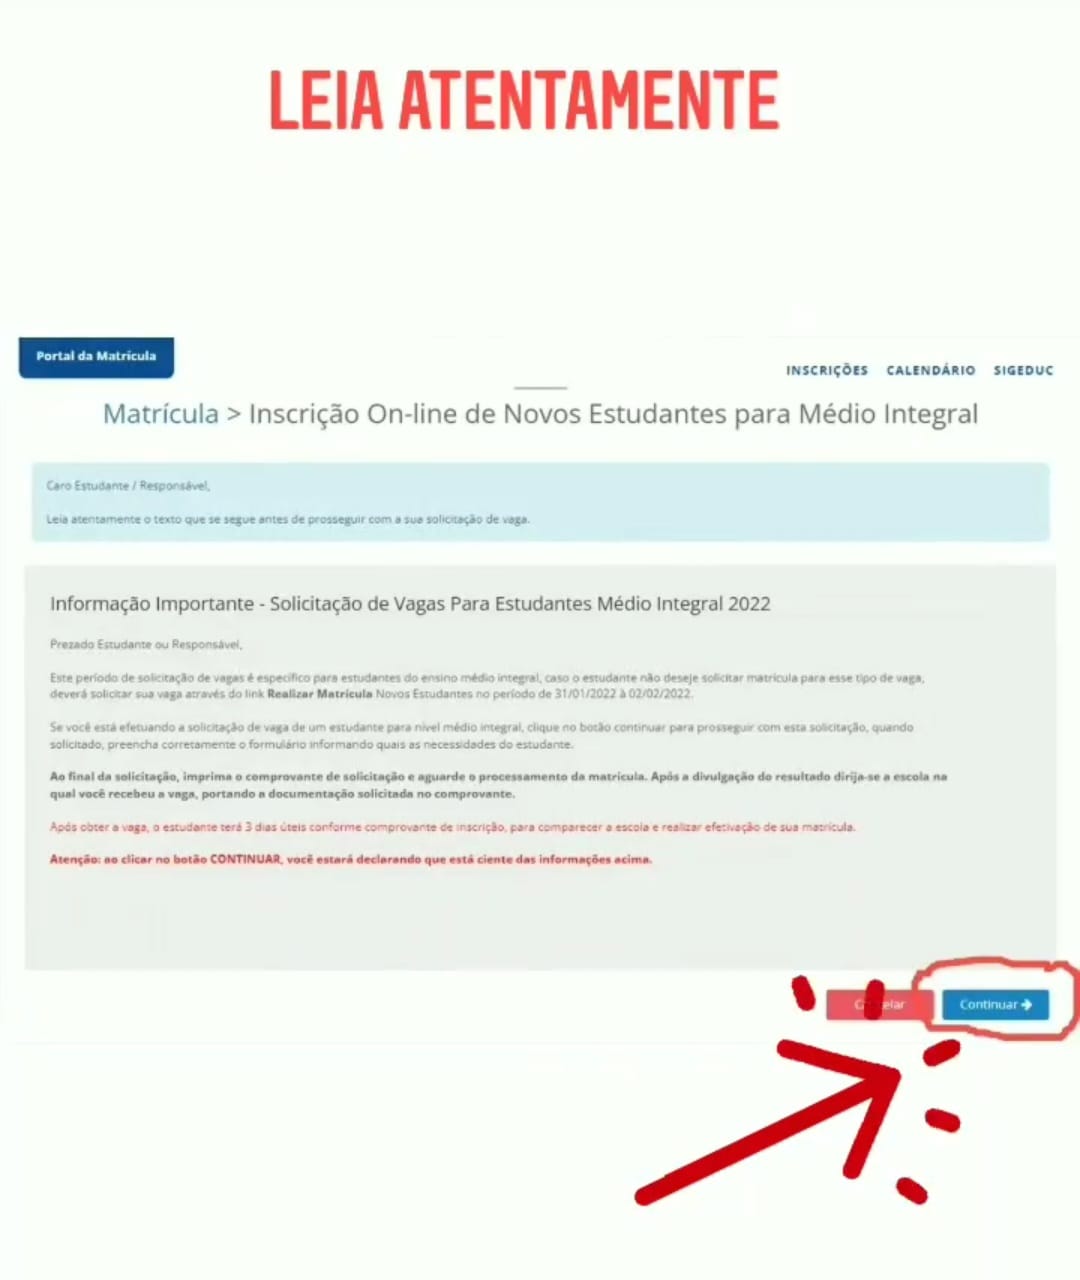 LEIA ATENTAMENTE
Portal da Matrícula
INSCRIÇÕES CALENDÁRIO SIGEDUC
Matrícula > Inscrição On-line de Novos Estudantes para Médio Integral
Caro Estudante / Responsável,
Leia atentamente o texto que se segue antes de prosseguir com a sua solicitação de vaga.
Informação Importante - Solicitação de Vagas Para Estudantes Médio Integral 2022
Prezado Estudante ou Responsável,
Este período de solicitação de vagas é específico para estudantes do ensino médio integral, caso o estudante não deseje solicitar matrícula para esse tipo de vaga,
deverá solicitar sua vaga através do link Realizar Matrícula Novos Estudantes no período de 31/01/2022 à 02/02/2022.
Se você está efetuando a solicitação de vaga de um estudante para nível médio integral, clique no botão continuar para prosseguir com esta solicitação, quando
solicitado, preencha corretamente o formulário informando quais as necessidades do estudante.
Ao final da solicitação, imprima o comprovante de solicitação e aguarde o processamento da matrícula. Após a divulgação do resultado dirija-se a escola na
qual você recebeu a vaga, portando a documentação solicitada no comprovante.
Após obter a vaga, o estudante terá 3 dias úteis conforme comprovante de inscrição, para comparecer a escola e realizar efetivação de sua matrícula.
Atenção: ao clicar no botão CONTINUAR, você estará declarando que está ciente das informações acima.
Cancelar Continuar